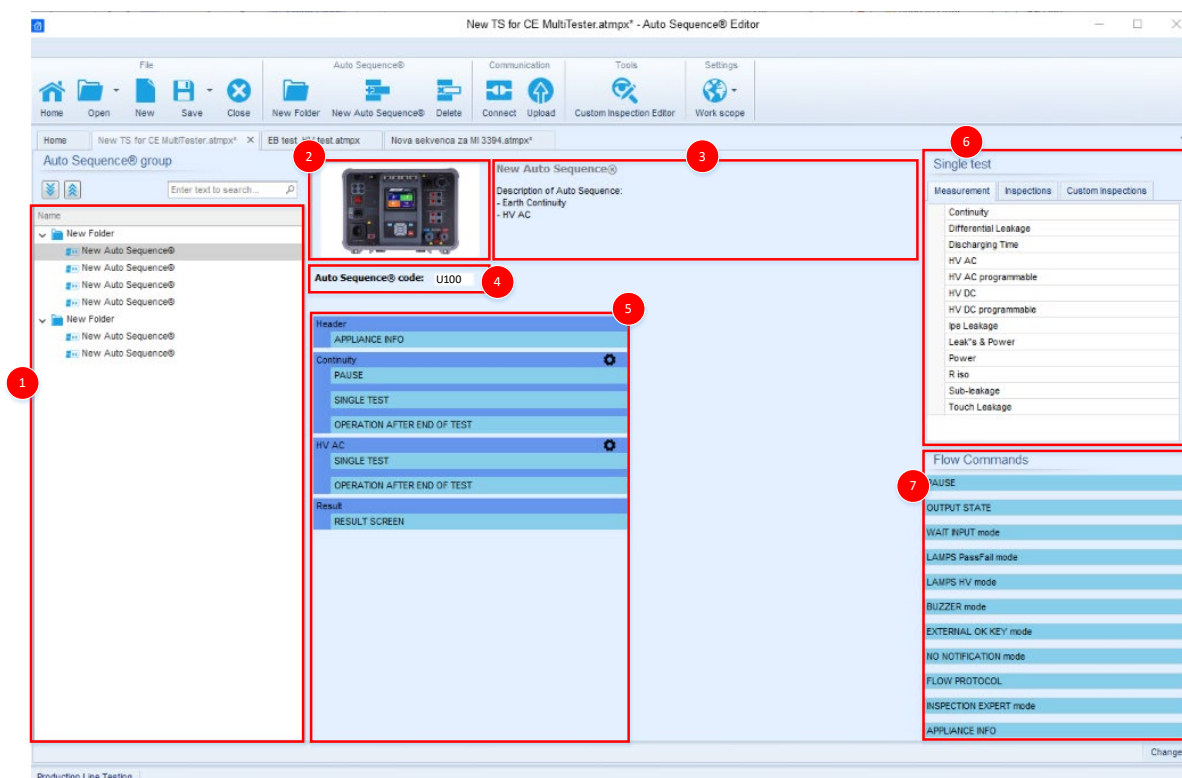 New TS for CE MultiTester.atmpx* - Auto Sequence® Editor
File
Auto Sequence®
Communication
Tools
Settings
Home Open New Save Close New Folder New Auto Sequence® Delete Connect Upload Custom Inspection Editor Work scope
Home New TS for CE MultiTester.atmpx* EB test test.atmpx Nova sekvenca za MI 3394.atmpx*
Auto Sequence® group
Enter text to search...
Name
New Folder
New Auto Sequence®
New Auto Sequence®
New Auto Sequence®
New Auto Sequence®
New Folder
New Auto Sequence®
New Auto Sequence®
1
2
3
New Auto Sequence®
Description of Auto Sequence:
- Earth Continuity
- HV AC
Auto Sequence® code: U100
4
5
Header
APPLIANCE INFO
Continuity
PAUSE
SINGLE TEST
OPERATION AFTER END OF TEST
HV AC
SINGLE TEST
OPERATION AFTER END OF TEST
Result
RESULT SCREEN
6
Single test
Measurement Inspections Custom Inspections
Continuity
Differential Leakage
Discharging Time
HV AC
HV AC programmable
HV DC
HV DC programmable
Ipe Leakage
Leak"s & Power
Power
R iso
Sub-leakage
Touch Leakage
7
Flow Commands
PAUSE
OUTPUT STATE
WAIT INPUT mode
LAMPS PassFail mode
LAMPS HV mode
BUZZER mode
EXTERNAL OK KEY mode
NO NOTIFICATION mode
FLOW PROTOCOL
INSPECTION EXPERT mode
APPLIANCE INFO
Change
Production Line Testing